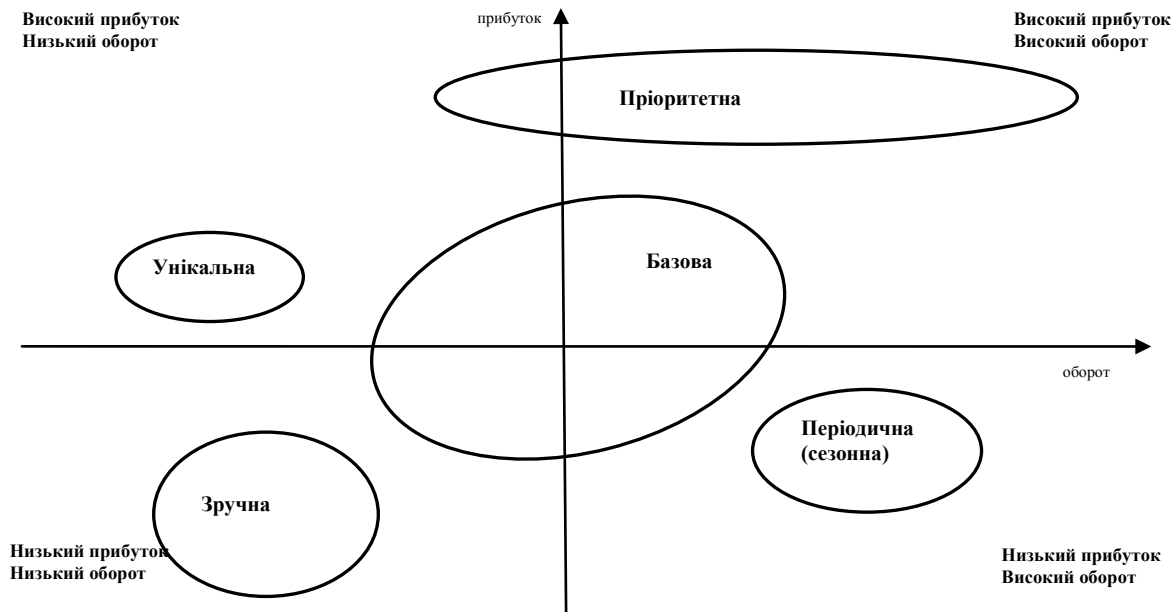 Високий прибуток
Низький оборот
прибуток
Високий прибуток
Високий оборот
Пріоритетна
Унікальна
Базова
оборот
Періодична
(сезонна)
Зручна
Низький прибуток
Низький оборот
Низький прибуток
Високий оборот